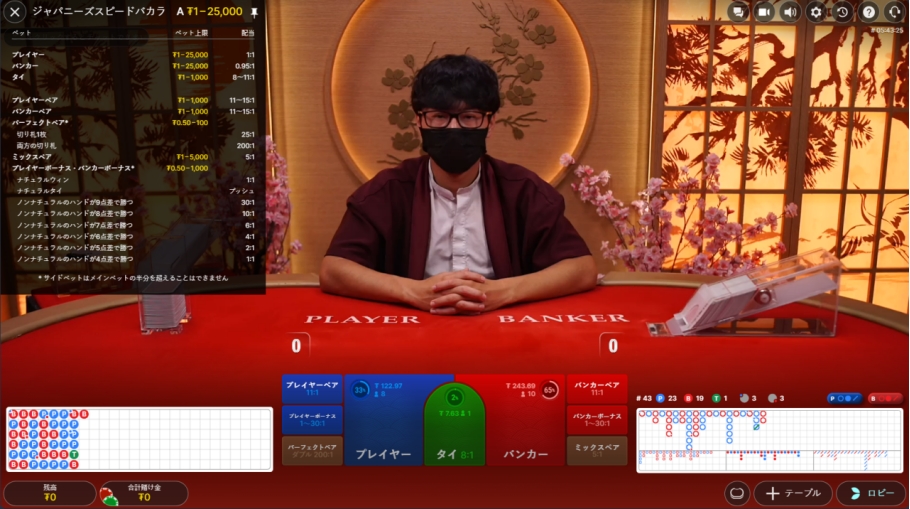 ジャパニーズスピードバカラ A ₮1–25,000
ベット ベット上限 配当
プレイヤー ₮1–25,000 1:1
バンカー ₮1–25,000 0.95:1
タイ ₮1–1,000 8～11:1
プレイヤーペア ₮1–1,000 11～15:1
バンカーペア ₮1–1,000 11～15:1
パーフェクトペア* ₮0.50–100
切り札1枚 25:1
両方の切り札 200:1
ミックスペア ₮1–5,000 5:1
プレイヤーボーナス・バンカーボーナス* ₮0.50–1,000
ナチュラルウィン 1:1
ナチュラルタイ プッシュ
ノンナチュラルのハンドが9点差で勝つ 30:1
ノンナチュラルのハンドが8点差で勝つ 10:1
ノンナチュラルのハンドが7点差で勝つ 6:1
ノンナチュラルのハンドが6点差で勝つ 4:1
ノンナチュラルのハンドが5点差で勝つ 2:1
ノンナチュラルのハンドが4点差で勝つ 1:1
* サイドベットはメインベットの半分を超えることはできません
PLAYER BANKER
0 0
プレイヤーペア
11:1
プレイヤーボーナス
1～30:1
パーフェクトペア
ダブル 200:1
33%
₮ 122.97
8
プレイヤー
2%
₮ 7.63 1
タイ 8:1
₮ 243.69
10
65%
バンカー
バンカーペア
11:1
バンカーボーナス
1～30:1
ミックスペア
5:1
# 43 P 23 B 19 T 1 3 3
P B
残高
₮0
合計賭け金
₮0
テーブル
ロビー